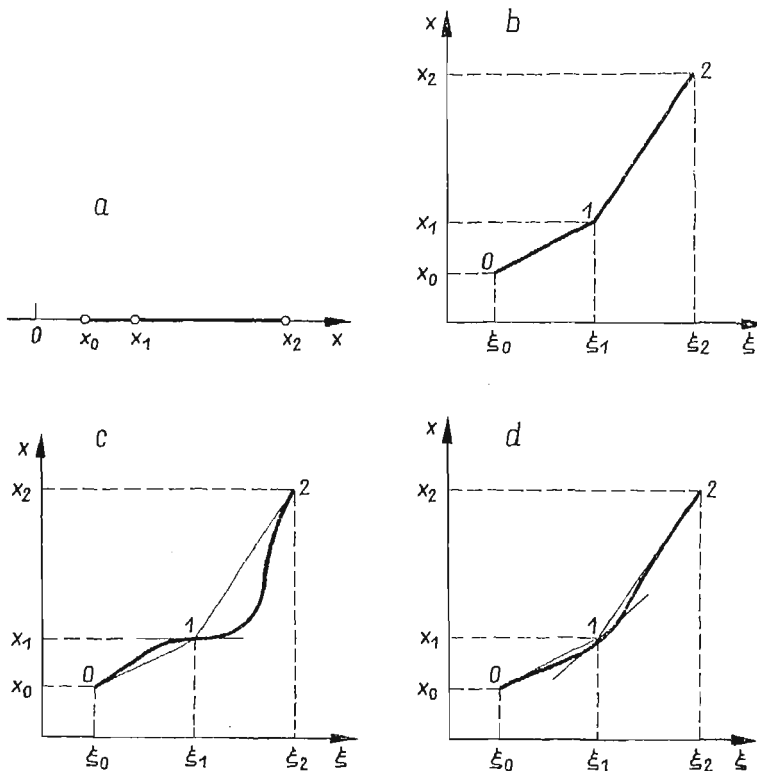 a
0 x₀ x₁ x₂ x
b
x
x₂ 2
x₁ 1
x₀ 0
ξ₀ ξ₁ ξ₂ ξ
c
x
x₂ 2
x₁ 1
x₀ 0
ξ₀ ξ₁ ξ₂ ξ
d
x
x₂ 2
x₁ 1
x₀ 0
ξ₀ ξ₁ ξ₂ ξ